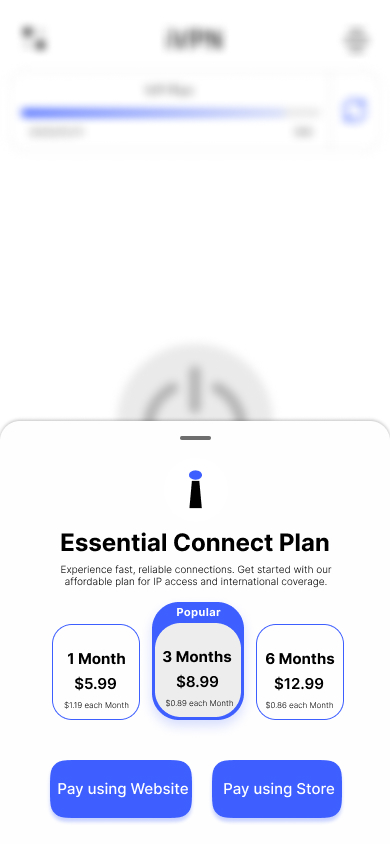 iVPN
Essential Connect Plan
Experience fast, reliable connections. Get started with our
affordable plan for IP access and international coverage.
Popular
1 Month
$5.99
$1.19 each Month
3 Months
$8.99
$0.89 each Month
6 Months
$12.99
$0.86 each Month
Pay using Website
Pay using Store